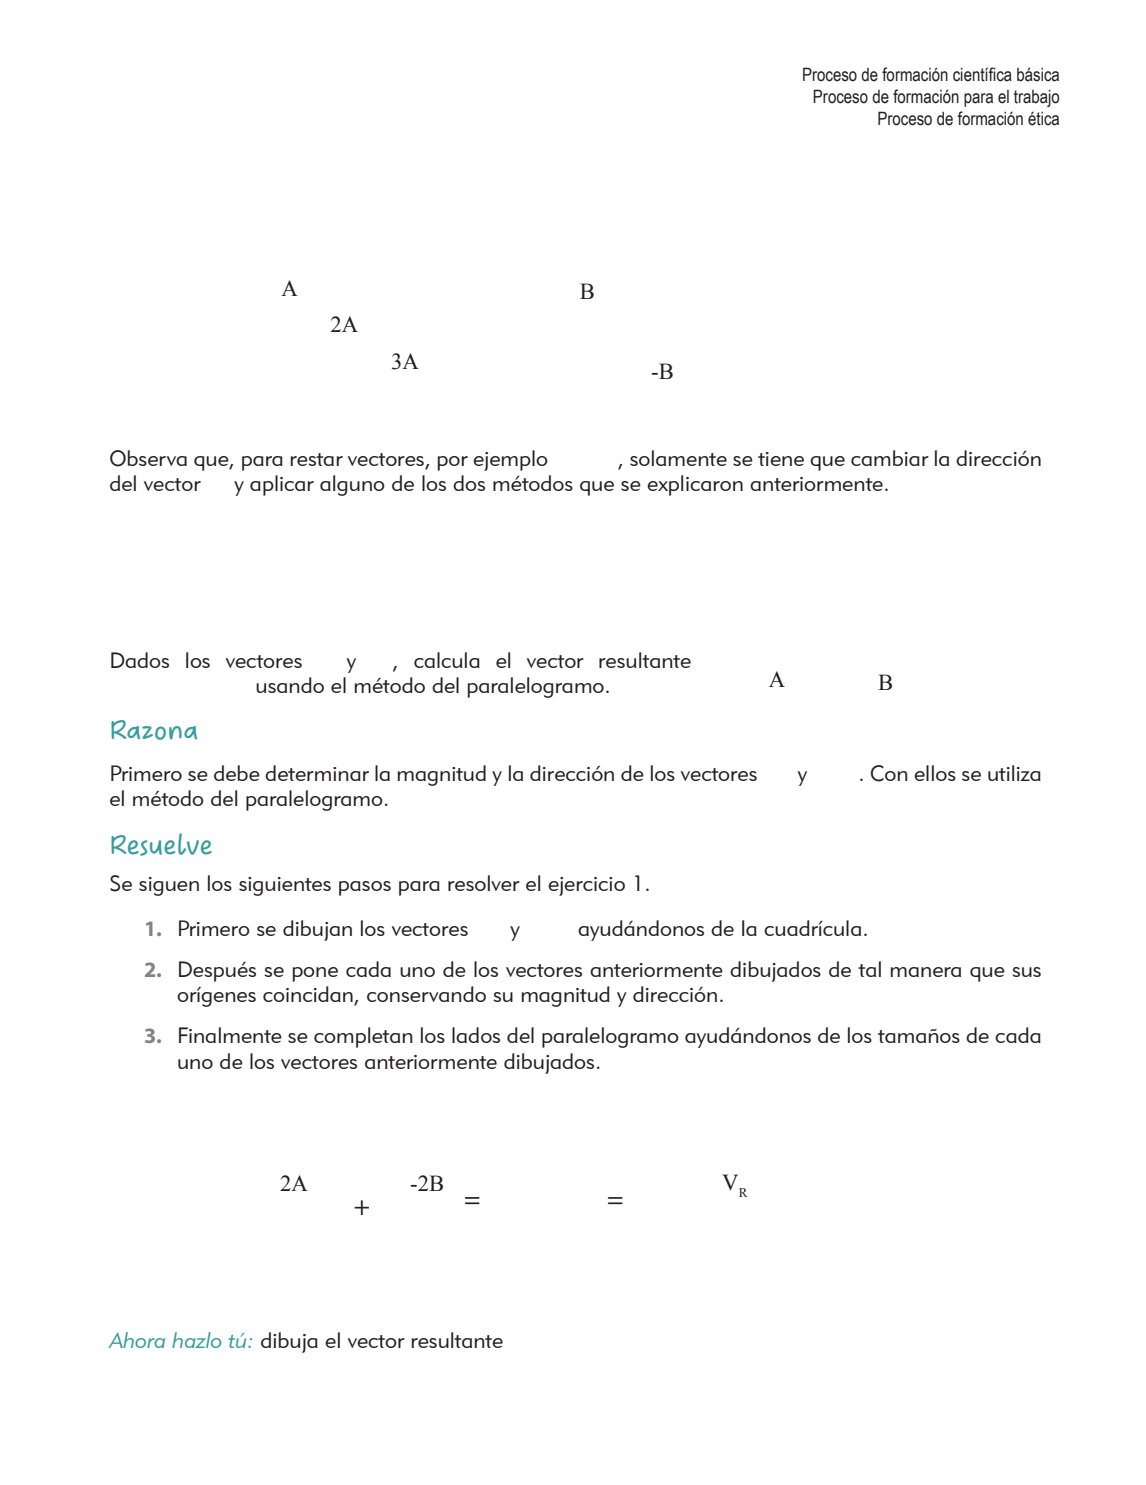 Proceso de formación científica básica
Proceso de formación para el trabajo
Proceso de formación ética
A
B
2A
3A
-B
Observa que, para restar vectores, por ejemplo , solamente se tiene que cambiar la dirección
del vector y aplicar alguno de los dos métodos que se explicaron anteriormente.
Dados los vectores y , calcula el vector resultante
usando el método del paralelogramo.
A
B
Razona
Primero se debe determinar la magnitud y la dirección de los vectores y . Con ellos se utiliza
el método del paralelogramo.
Resuelve
Se siguen los siguientes pasos para resolver el ejercicio 1.
1. Primero se dibujan los vectores y ayudándonos de la cuadrícula.
2. Después se pone cada uno de los vectores anteriormente dibujados de tal manera que sus
orígenes coincidan, conservando su magnitud y dirección.
3. Finalmente se completan los lados del paralelogramo ayudándonos de los tamaños de cada
uno de los vectores anteriormente dibujados.
2A + -2B = = VR
Ahora hazlo tú: dibuja el vector resultante